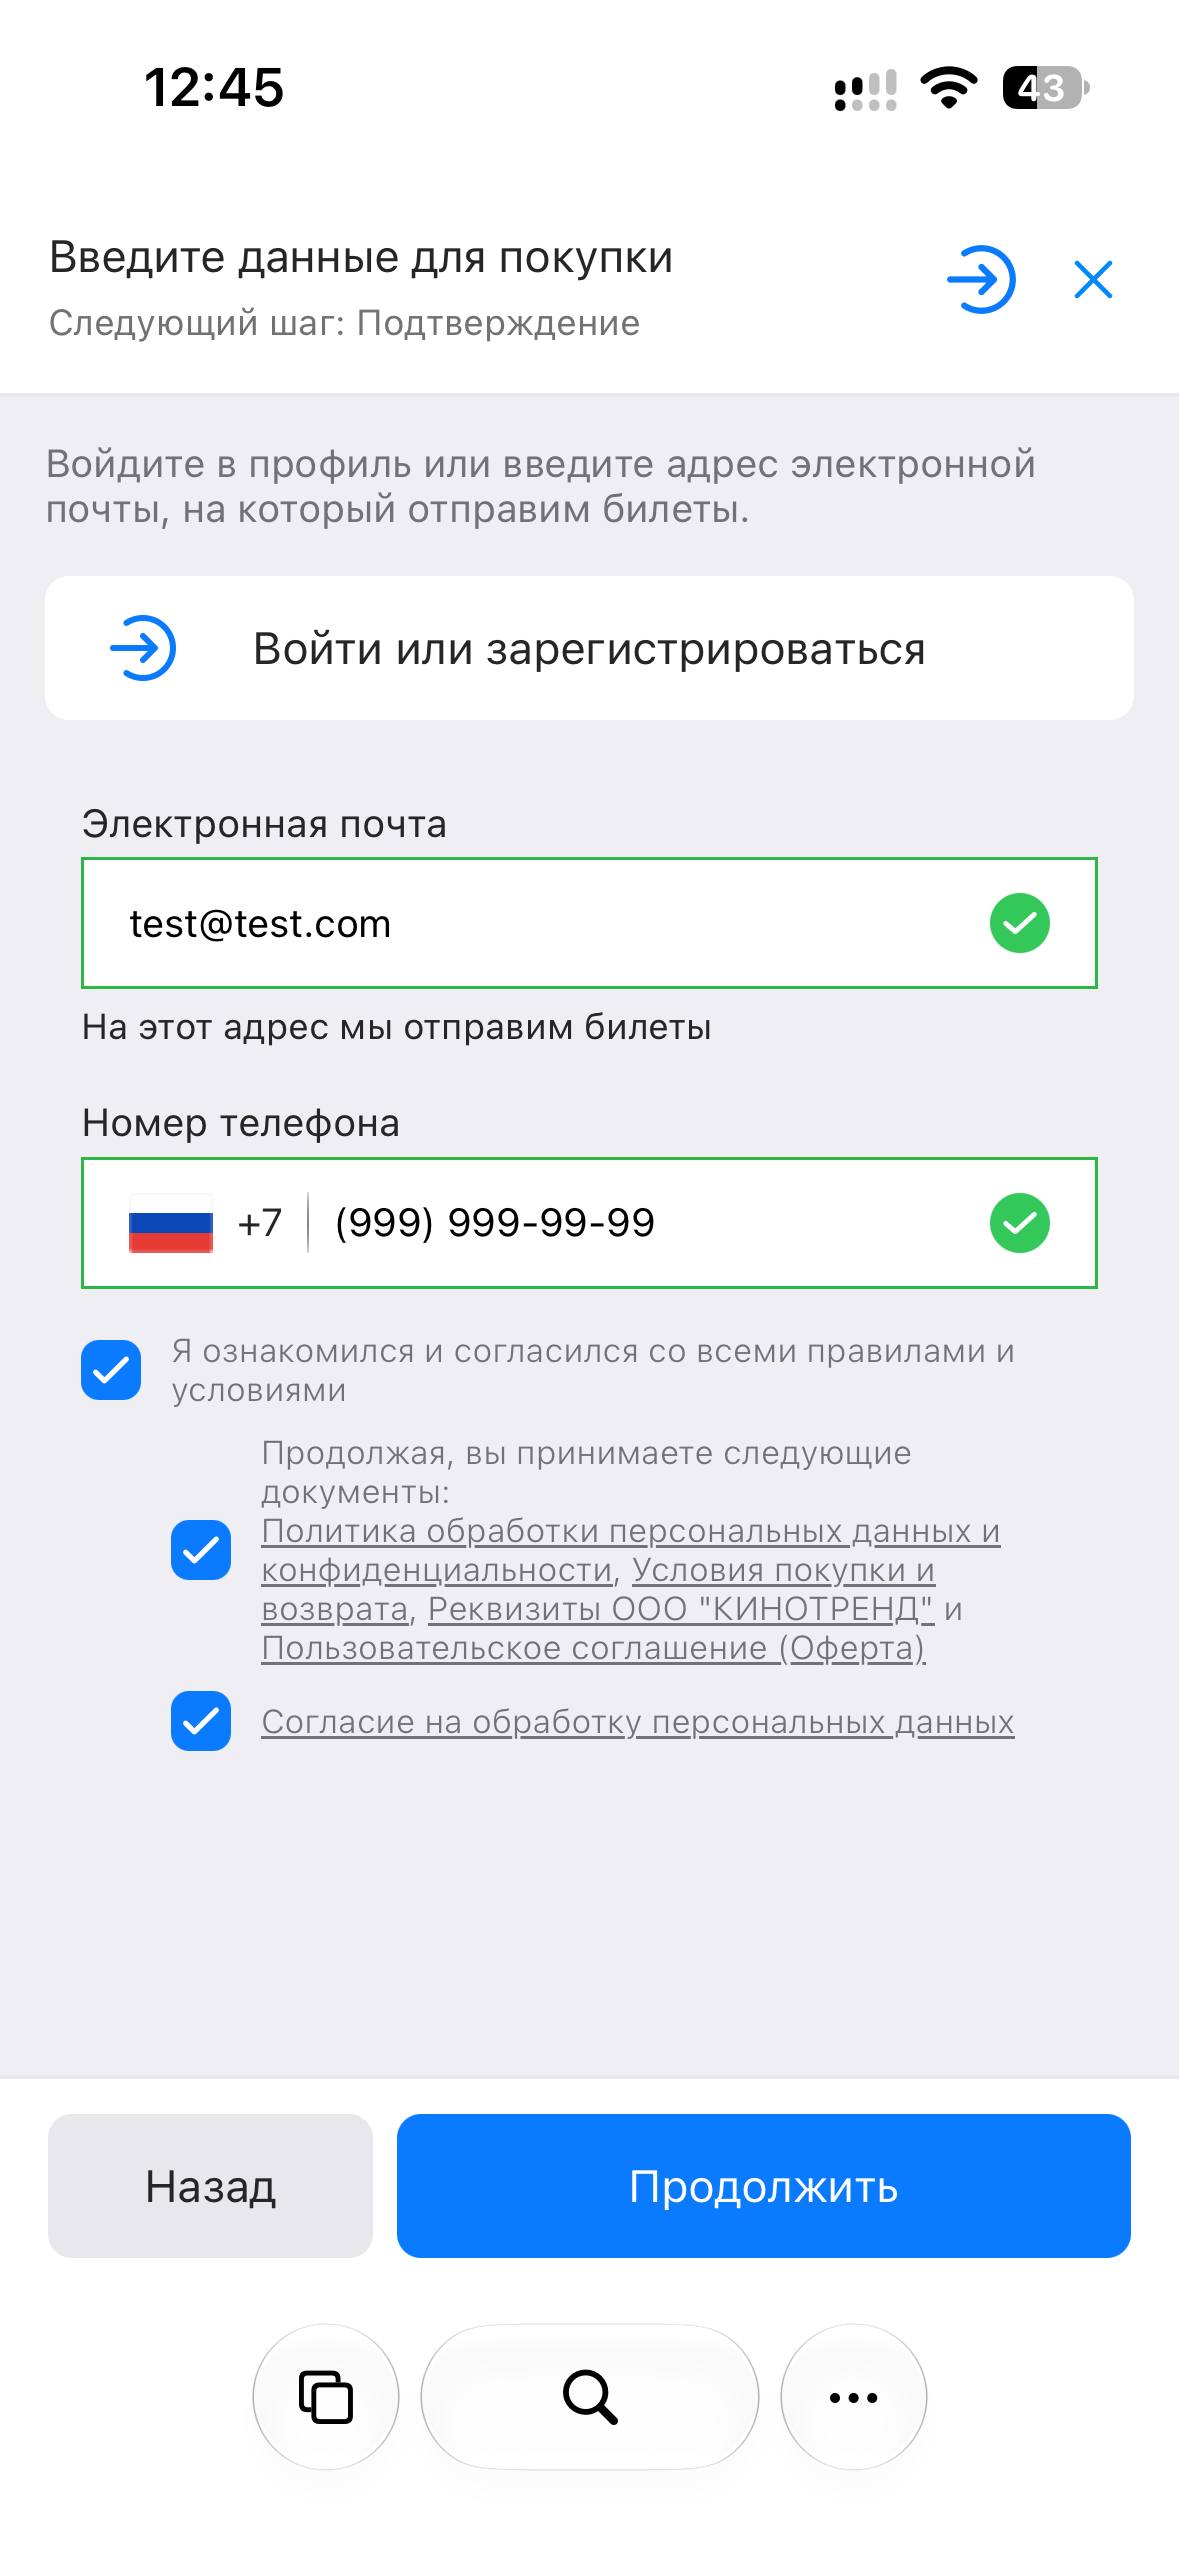 12:45
43
Введите данные для покупки
Следующий шаг: Подтверждение
Войдите в профиль или введите адрес электронной
почты, на который отправим билеты.
Войти или зарегистрироваться
Электронная почта
test@test.com
На этот адрес мы отправим билеты
Номер телефона
+7 (999) 999-99-99
Я ознакомился и согласился со всеми правилами и
условиями
Продолжая, вы принимаете следующие
документы:
Политика обработки персональных данных и
конфиденциальности, Условия покупки и
возврата, Реквизиты ООО "КИНОТРЕНД" и
Пользовательское соглашение (Оферта)
Согласие на обработку персональных данных
Назад
Продолжить